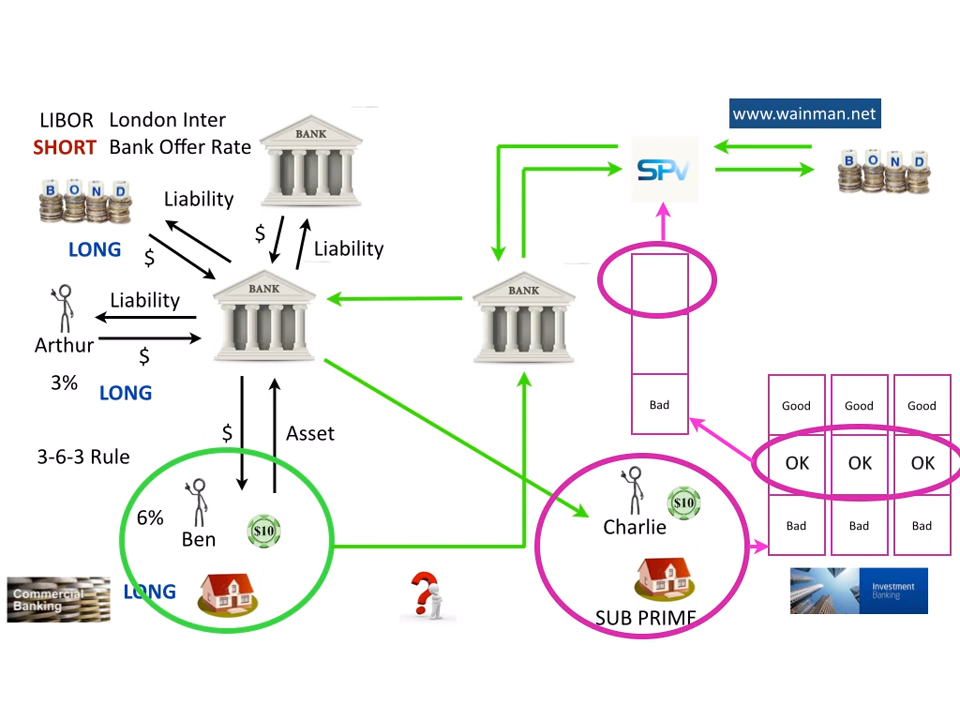 LIBOR London Inter
SHORT Bank Offer Rate
BANK
www.wainman.net
SPV
BOND
BOND
Liability
$
Liability
LONG
$
BANK
BANK
Liability
Arthur
$
3%
LONG
Bad
Good Good Good
$
Asset
3-6-3 Rule
OK OK OK
6%
Ben
$10
Charlie
$10
Bad Bad Bad
Commercial
Banking
LONG
?
Investment
Banking
SUB PRIME